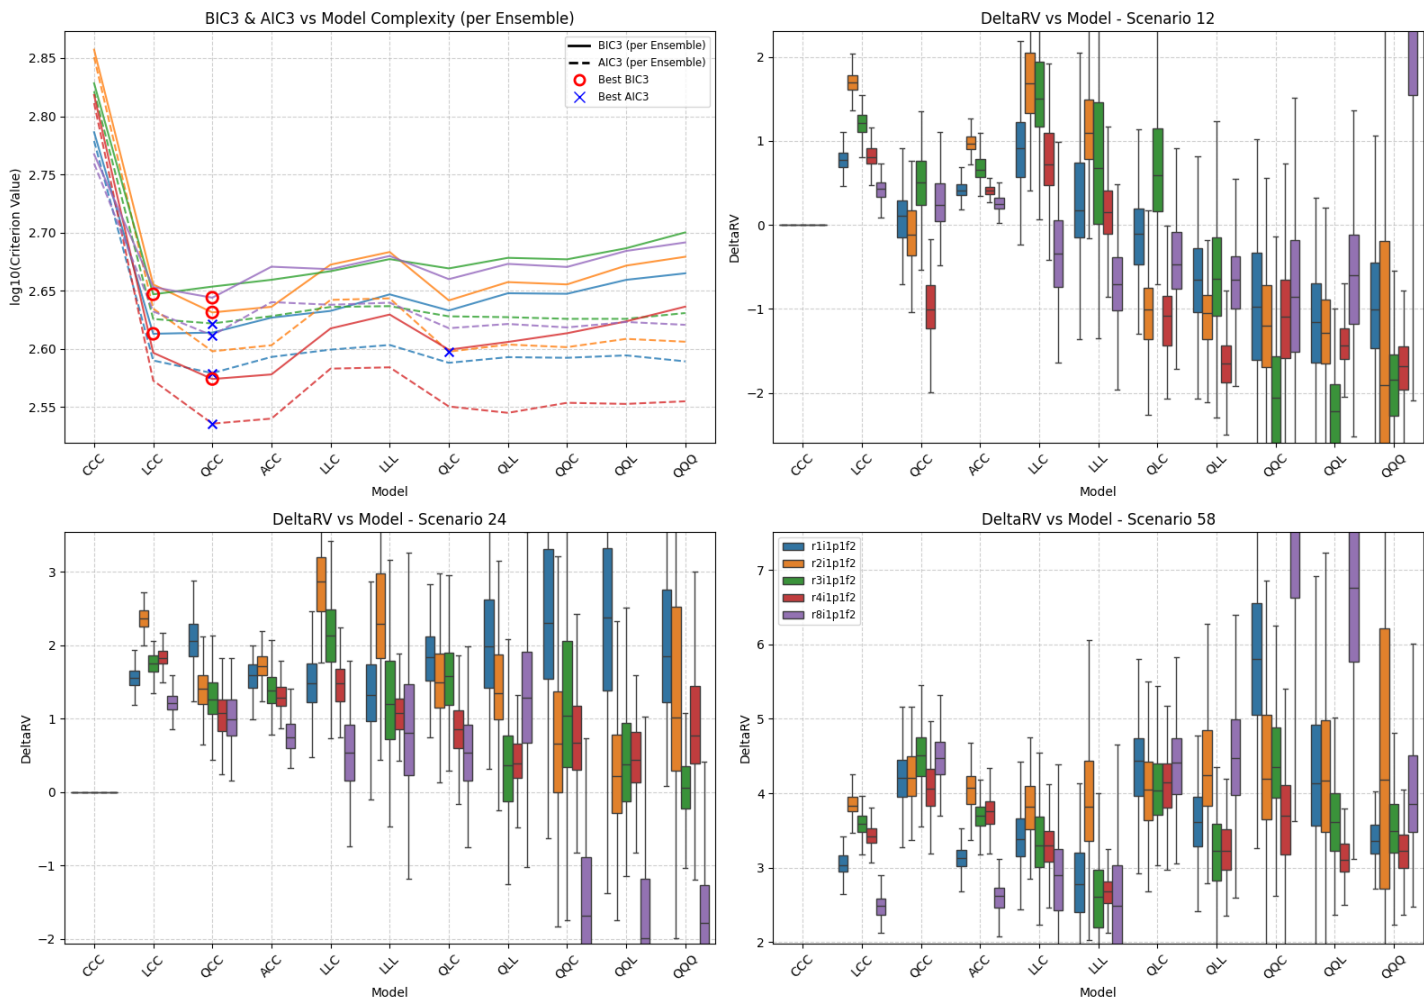 BIC3 & AIC3 vs Model Complexity (per Ensemble)
log10(Criterion Value)
2.85
2.80
2.75
2.70
2.65
2.60
2.55
BIC3 (per Ensemble)
AIC3 (per Ensemble)
Best BIC3
Best AIC3
CCC LCC QCC ACC LLC LLL QLC QLL QQC QQL QQQ
Model
DeltaRV vs Model - Scenario 12
DeltaRV
2
1
0
−1
−2
CCC LCC QCC ACC LLC LLL QLC QLL QQC QQL QQQ
Model
DeltaRV vs Model - Scenario 24
DeltaRV
3
2
1
0
−1
−2
CCC LCC QCC ACC LLC LLL QLC QLL QQC QQL QQQ
Model
DeltaRV vs Model - Scenario 58
DeltaRV
7
6
5
4
3
2
r1i1p1f2
r2i1p1f2
r3i1p1f2
r4i1p1f2
r8i1p1f2
CCC LCC QCC ACC LLC LLL QLC QLL QQC QQL QQQ
Model